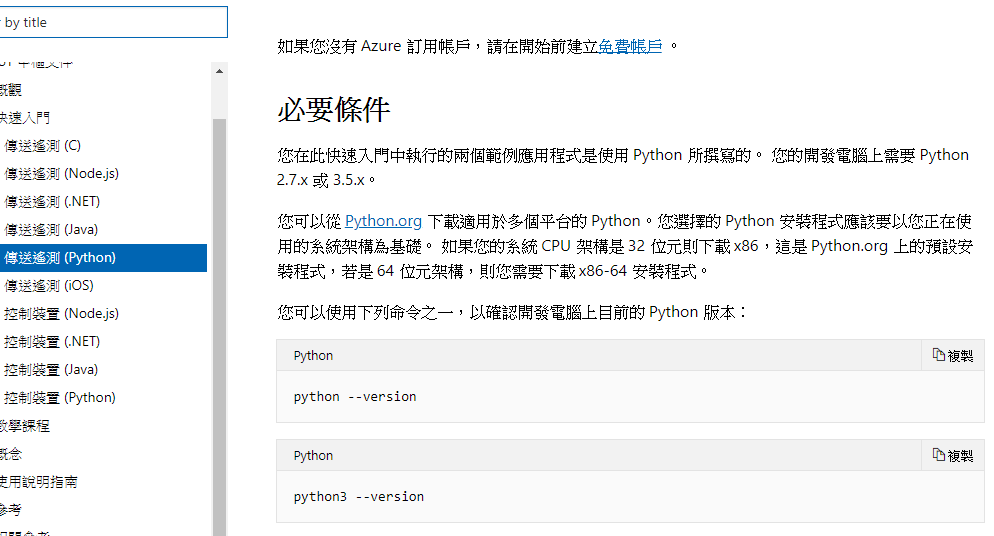 by title
中樞文件
概觀
快速入門
傳送遙測 (C)
傳送遙測 (Node.js)
傳送遙測 (.NET)
傳送遙測 (Java)
傳送遙測 (Python)
傳送遙測 (iOS)
控制裝置 (Node.js)
控制裝置 (.NET)
控制裝置 (Java)
控制裝置 (Python)
教學課程
概念
使用說明指南
參考
如果您沒有 Azure 訂用帳戶，請在開始前建立免費帳戶 。
必要條件
您在此快速入門中執行的兩個範例應用程式是使用 Python 所撰寫的。 您的開發電腦上需要 Python
2.7.x 或 3.5.x。
您可以從 Python.org 下載適用於多個平台的 Python。您選擇的 Python 安裝程式應該要以您正在使
用的系統架構為基礎。 如果您的系統 CPU 架構是 32 位元則下載 x86，這是 Python.org 上的預設安
裝程式，若是 64 位元架構，則您需要下載 x86-64 安裝程式。
您可以使用下列命令之一，以確認開發電腦上目前的 Python 版本：
Python 複製
python --version
Python 複製
python3 --version